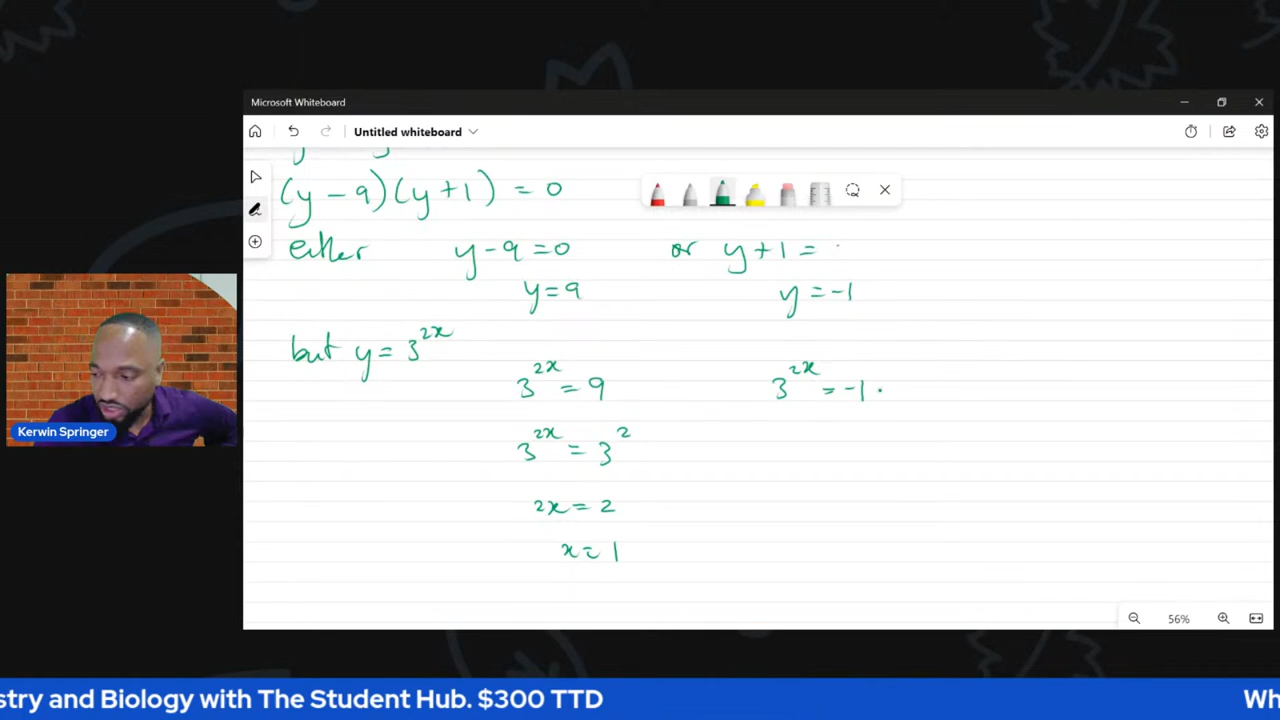 Microsoft Whiteboard
Untitled whiteboard
(y - 9)(y + 1) = 0
either y - 9 = 0 or y + 1 =
y = 9 y = -1
but y = 3^{2x}
3^{2x} = 9 3^{2x} = -1 .
3^{2x} = 3^2
2x = 2
x = 1
Kerwin Springer
56%
stry and Biology with The Student Hub. $300 TTD Wh